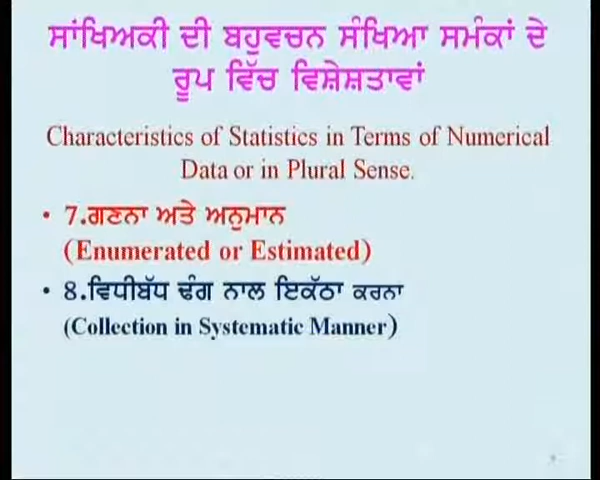 ਸਾਂਖਿਅਕੀ ਦੀ ਬਹੁਵਚਨ ਸੰਖਿਆ ਸਮੰਕਾਂ ਦੇ
ਰੂਪ ਵਿੱਚ ਵਿਸ਼ੇਸ਼ਤਾਵਾਂ
Characteristics of Statistics in Terms of Numerical
Data or in Plural Sense.
• 7.ਗਣਨਾ ਅਤੇ ਅਨੁਮਾਨ
(Enumerated or Estimated)
• 8.ਵਿਧੀਬੱਧ ਢੰਗ ਨਾਲ ਇਕੱਠਾ ਕਰਨਾ
(Collection in Systematic Manner)